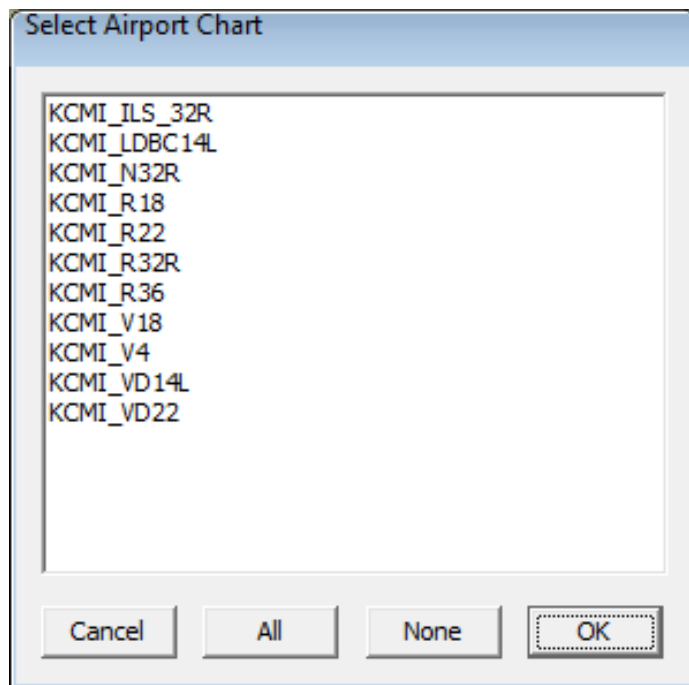 Select Airport Chart
KCMI_ILS_32R
KCMI_LDBC14L
KCMI_N32R
KCMI_R18
KCMI_R22
KCMI_R32R
KCMI_R36
KCMI_V18
KCMI_V4
KCMI_VD14L
KCMI_VD22
Cancel All None OK